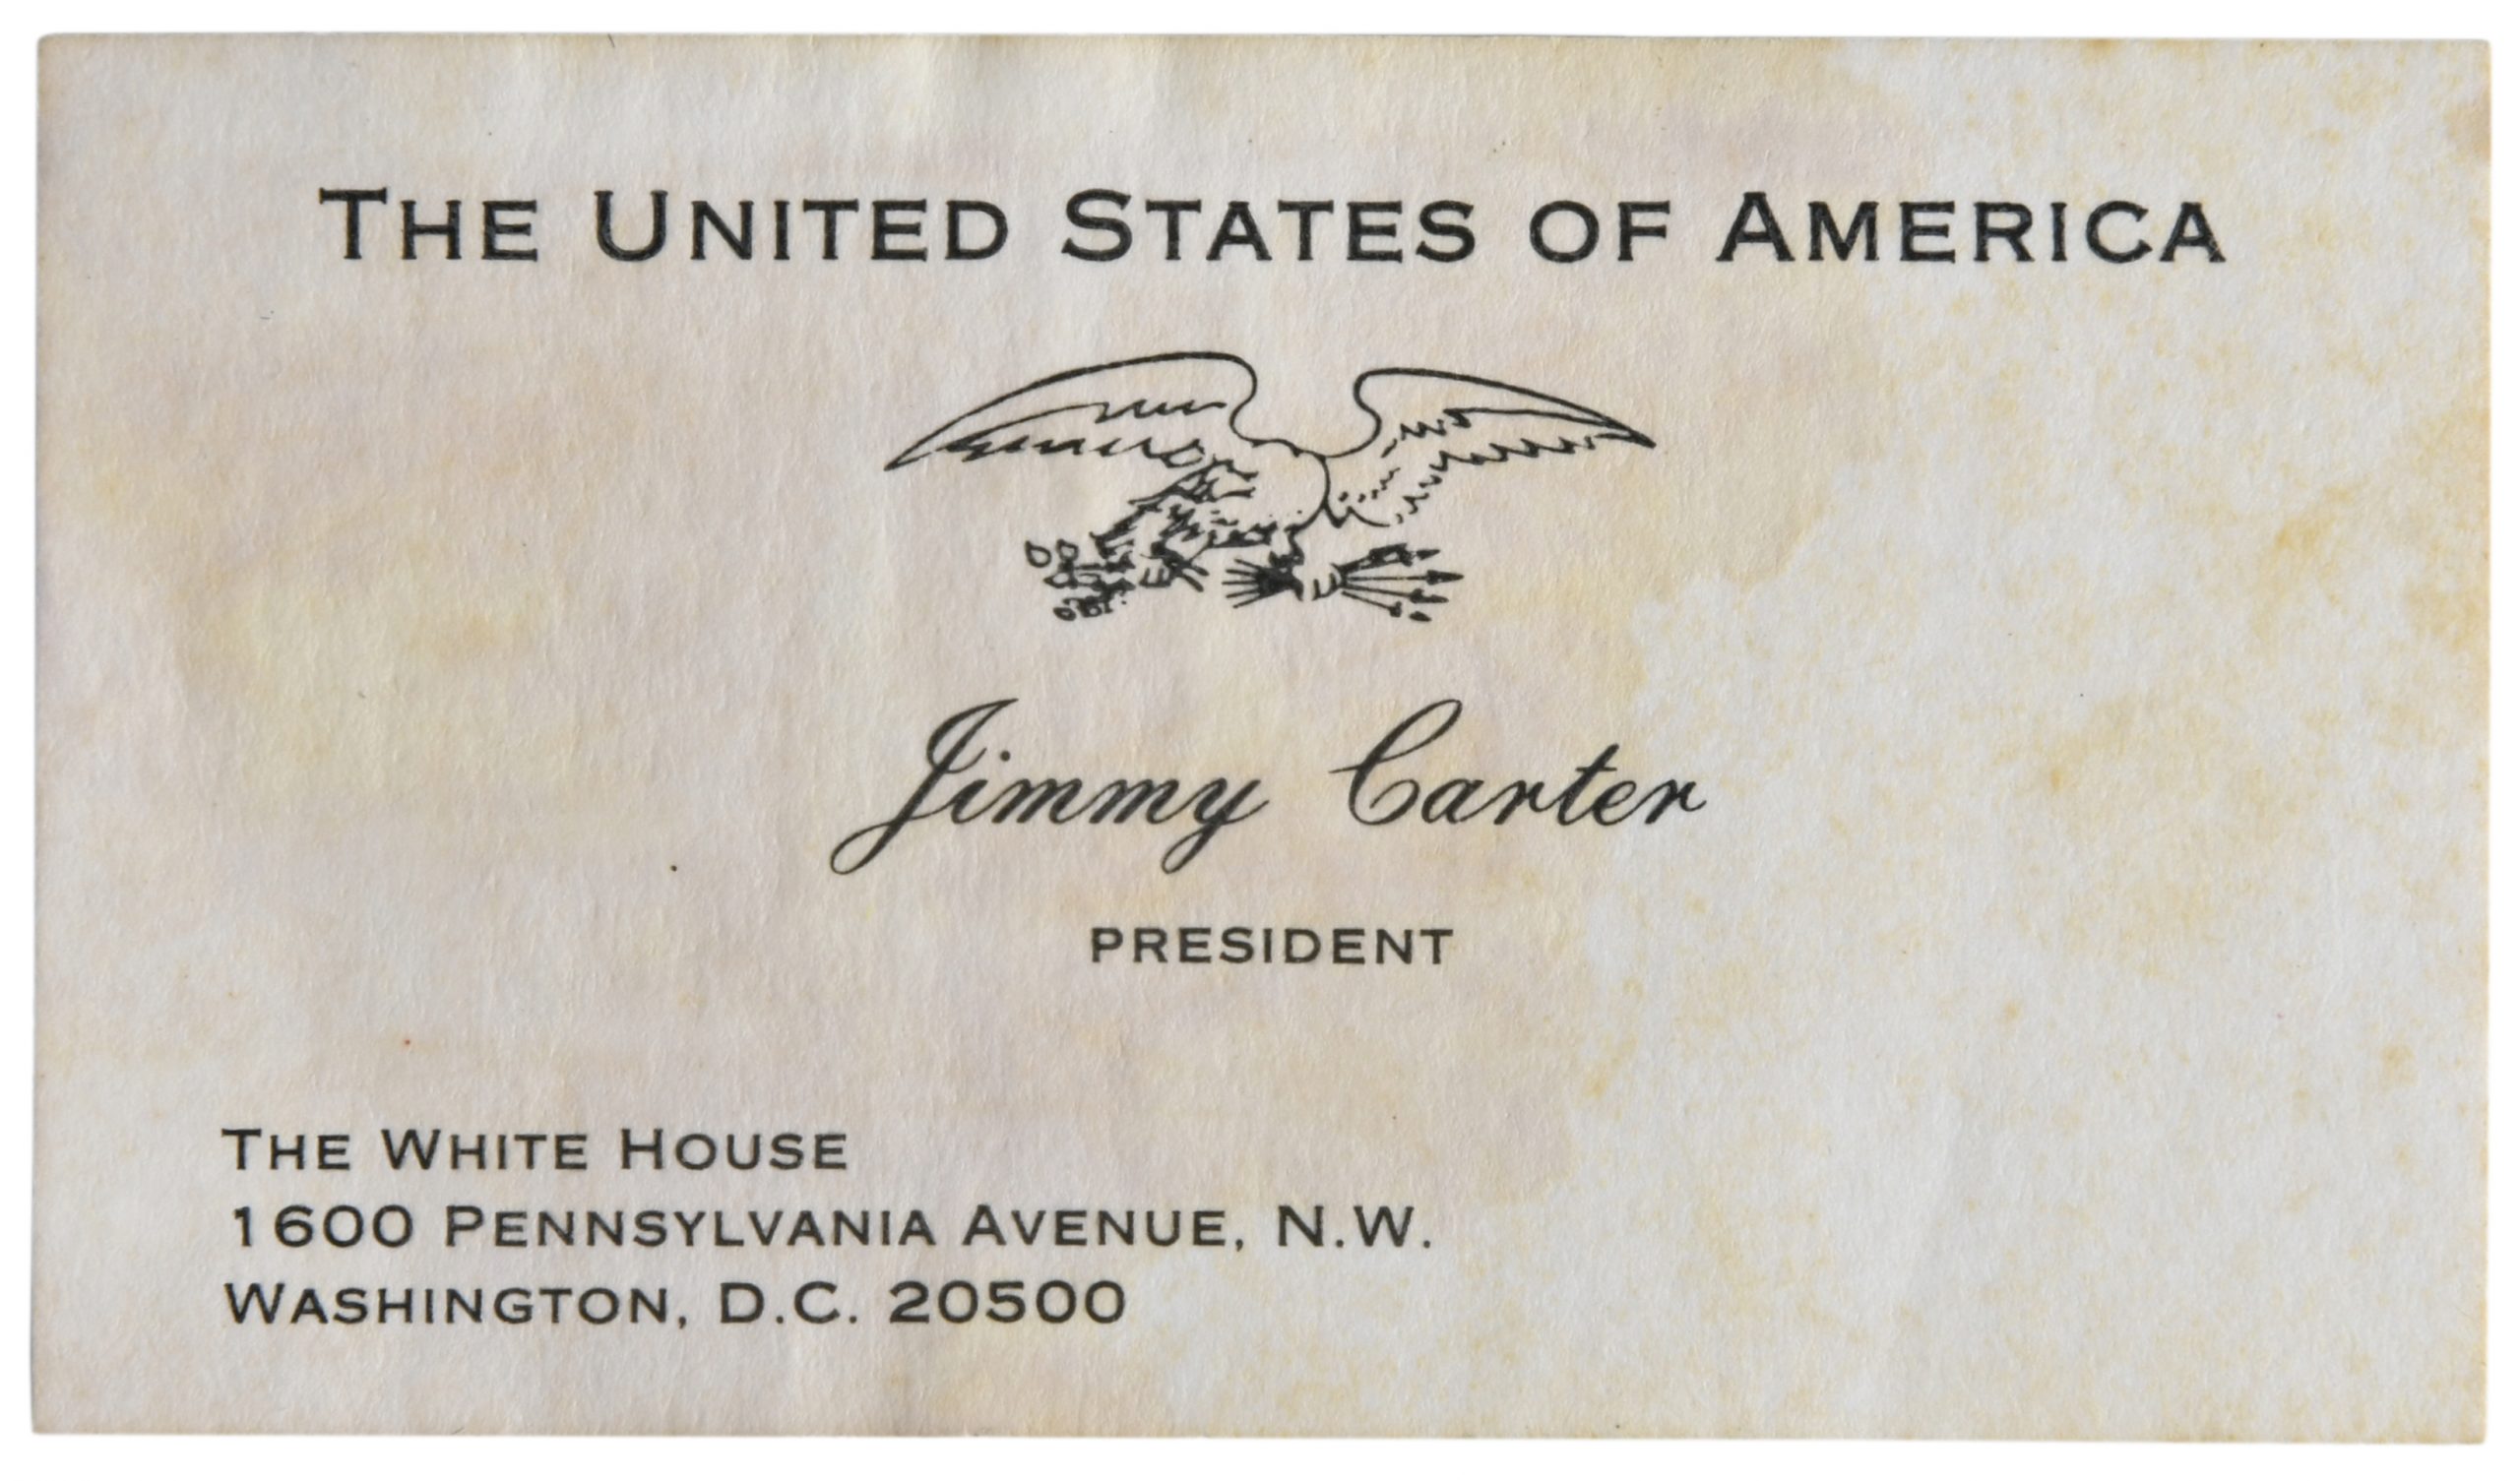 THE UNITED STATES OF AMERICA
Jimmy Carter
PRESIDENT
THE WHITE HOUSE
1600 PENNSYLVANIA AVENUE, N.W.
WASHINGTON, D.C. 20500